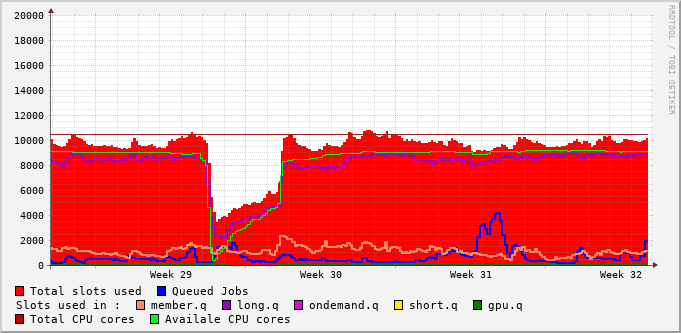 RRDTOOL / TOBI OETIKER
20000
18000
16000
14000
12000
10000
8000
6000
4000
2000
0
Week 29 Week 30 Week 31 Week 32
Total slots used Queued Jobs
Slots used in : member.q long.q ondemand.q short.q gpu.q
Total CPU cores Availale CPU cores